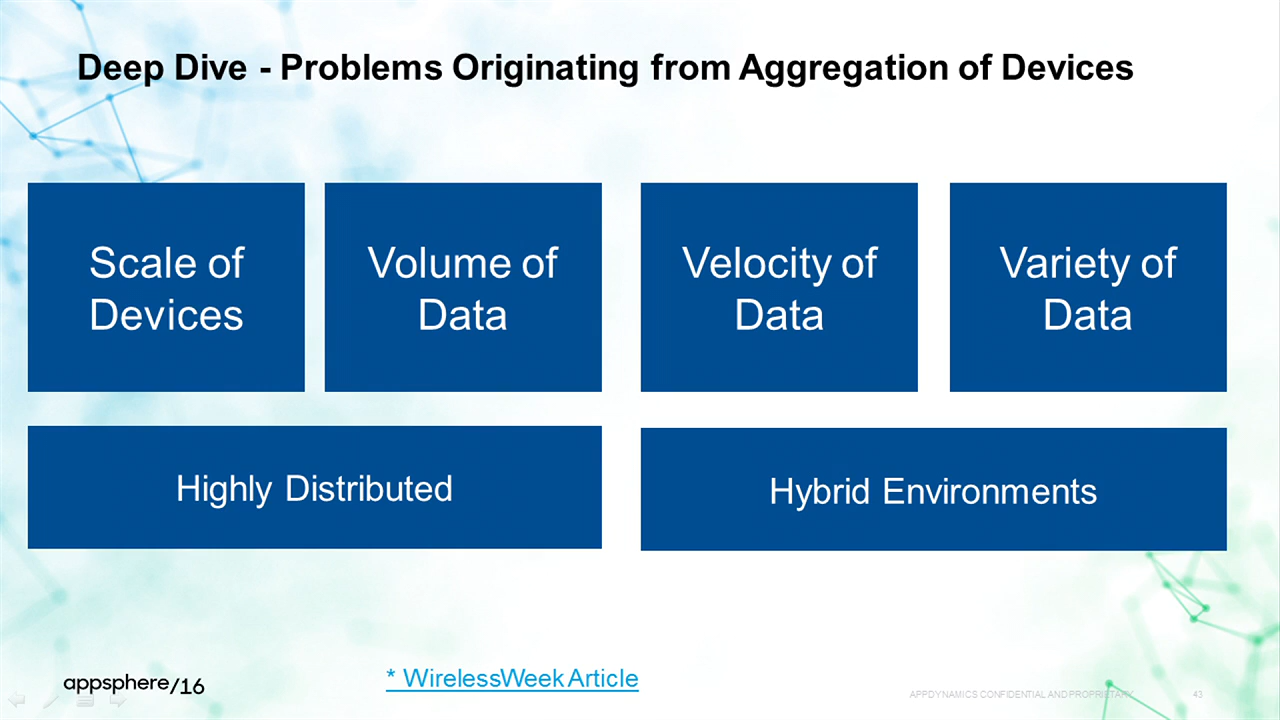 Deep Dive - Problems Originating from Aggregation of Devices
Scale of
Devices
Volume of
Data
Velocity of
Data
Variety of
Data
Highly Distributed
Hybrid Environments
appsphere/16
* WirelessWeek Article
APPDYNAMICS CONFIDENTIAL AND PROPRIETARY
43